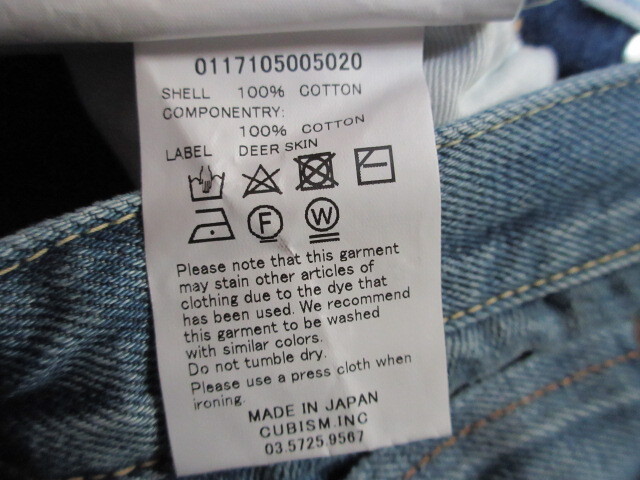 0117105005020
SHELL 100% COTTON
COMPONENTRY:
100% COTTON
LABEL DEER SKIN
F W
Please note that this garment
may stain other articles of
clothing due to the dye that
has been used. We recommend
this garment to be washed
with similar colors.
Do not tumble dry.
Please use a press cloth when
ironing.
MADE IN JAPAN
CUBISM.INC
03.5725.9567